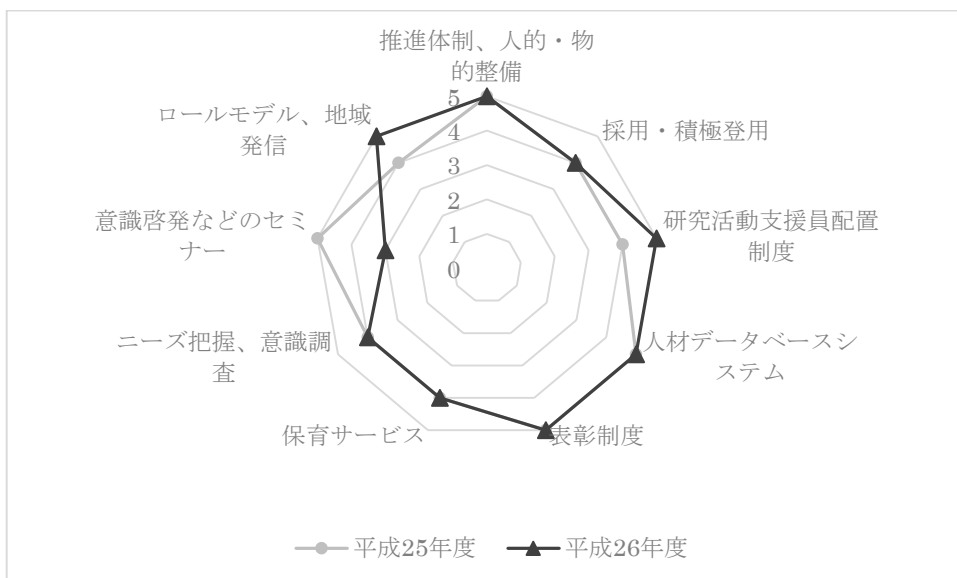 推進体制、人的・物
的整備
5
4
3
2
1
0
採用・積極登用
研究活動支援員配置
制度
人材データベースシ
ステム
表彰制度
保育サービス
ニーズ把握、意識調
査
意識啓発などのセミ
ナー
ロールモデル、地域
発信
平成25年度
平成26年度